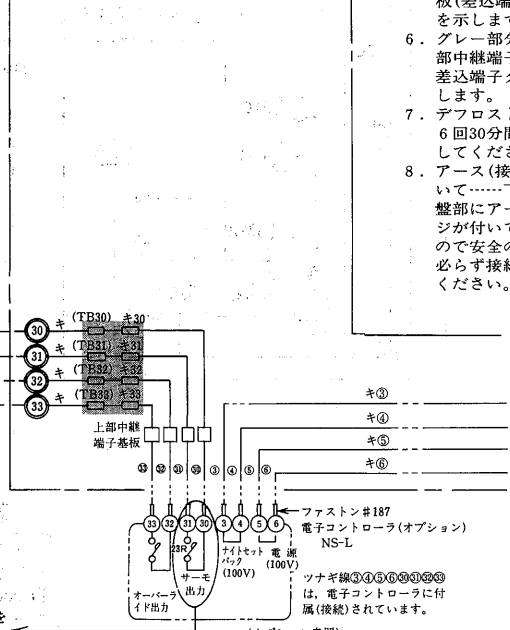 を示します
6．グレー部分
部中継端子
差込端子
します。
7．デフロスト
6回30分間
してくださ
8．アース(接
いて……
盤部にアー
ジが付いて
ので安全の
必らず接続
ください。
30 キ (TB30) キ30
31 キ (TB31) キ31
32 キ (TB32) キ32
33 キ (TB33) キ33
上部中継
端子基板
キ③
キ④
キ⑤
キ⑥
㉝ ㉜ ㉛ ㉚ ③ ④ ⑤ ⑥
33 32 31 30 3 4 5 6
ファストン＃187
電子コントローラ(オプション)
NS-L
23R
ナイトセット
バック
(100V)
電源
(100V)
サーモ
出力
オーバーラ
イド出力
ツナギ線③④⑤⑥㉚㉛㉜㉝
は，電子コントローラに付
属(接続)されています。
を